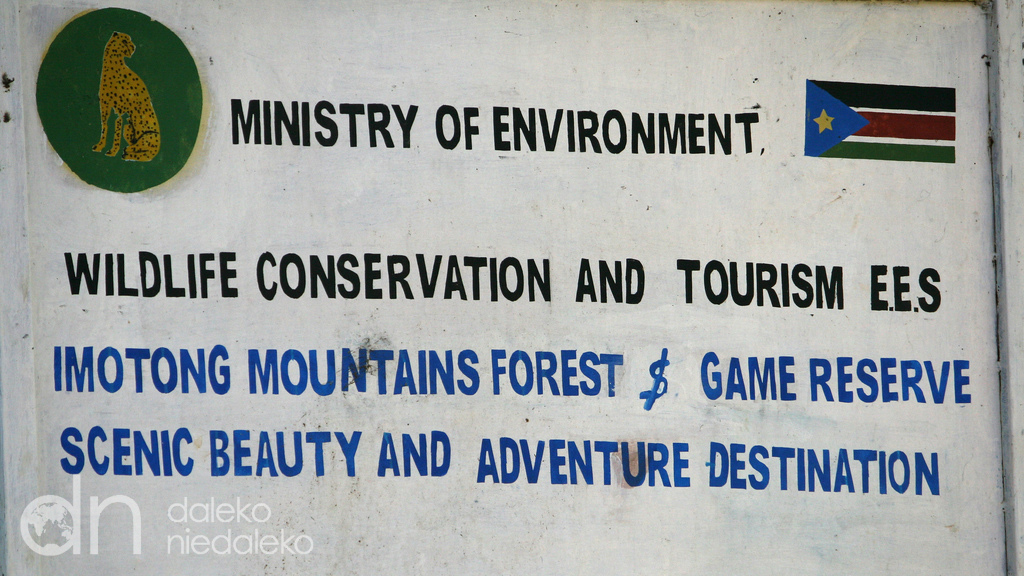 MINISTRY OF ENVIRONMENT,
WILDLIFE CONSERVATION AND TOURISM E.E.S
IMOTONG MOUNTAINS FOREST $ GAME RESERVE
SCENIC BEAUTY AND ADVENTURE DESTINATION
dn daleko
niedaleko